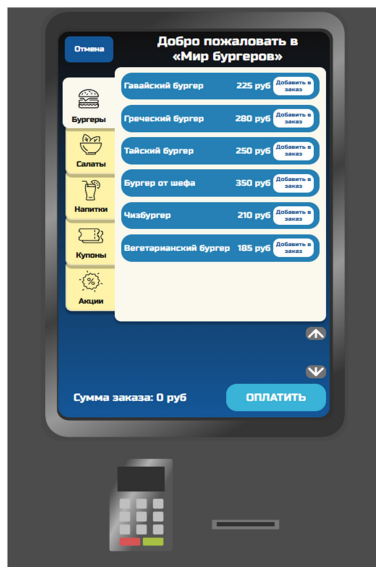 Отмена
Добро пожаловать в
«Мир бургеров»
Бургеры
Салаты
Напитки
Купоны
Акции
Гавайский бургер 225 руб Добавить в
заказ
Греческий бургер 280 руб Добавить в
заказ
Тайский бургер 250 руб Добавить в
заказ
Бургер от шефа 350 руб Добавить в
заказ
Чизбургер 210 руб Добавить в
заказ
Вегетарианский бургер 185 руб Добавить в
заказ
Сумма заказа: 0 руб
ОПЛАТИТЬ